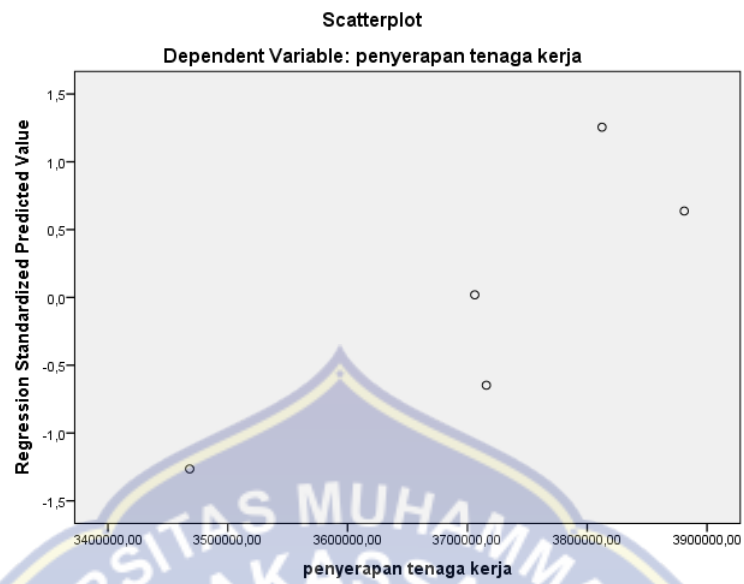 Scatterplot
Dependent Variable: penyerapan tenaga kerja
Regression Standardized Predicted Value
1,5
1,0
0,5
0,0
-0,5
-1,0
-1,5
3400000,00 3500000,00 3600000,00 3700000,00 3800000,00 3900000,00
penyerapan tenaga kerja
SITAS MUHAMMA